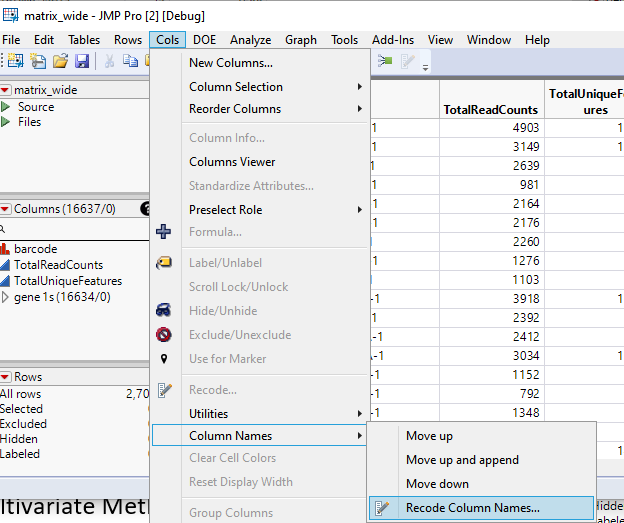 matrix_wide - JMP Pro [2] [Debug]
File Edit Tables Rows Cols DOE Analyze Graph Tools Add-Ins View Window Help
matrix_wide
Source
Files
Columns (16637/0)
barcode
TotalReadCounts
TotalUniqueFeatures
gene 1s (16634/0)
Rows
All rows 2,70
Selected
Excluded
Hidden
Labeled
New Columns...
Column Selection
Reorder Columns
Column Info...
Columns Viewer
Standardize Attributes...
Preselect Role
Formula...
Label/Unlabel
Scroll Lock/Unlock
Hide/Unhide
Exclude/Unexclude
Use for Marker
Recode...
Utilities
Column Names
Clear Cell Colors
Reset Display Width
Group Columns
Move up
Move up and append
Move down
Recode Column Names...
TotalReadCounts
TotalUniqueFe
ures
1 4903 1
1 3149 1
1 2639
1 981
-1 2164
-1 2176
2260
-1 1276
1103
-1 3918 1
1 2392
-1 2412
-1 3034 1
-1 1152
792
-1 1348
1
ltivariate Met